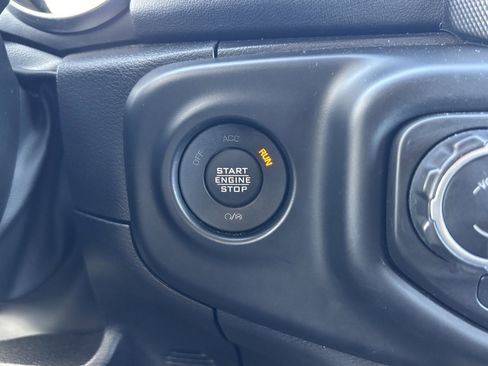 OFF ACC RUN
START
ENGINE
STOP